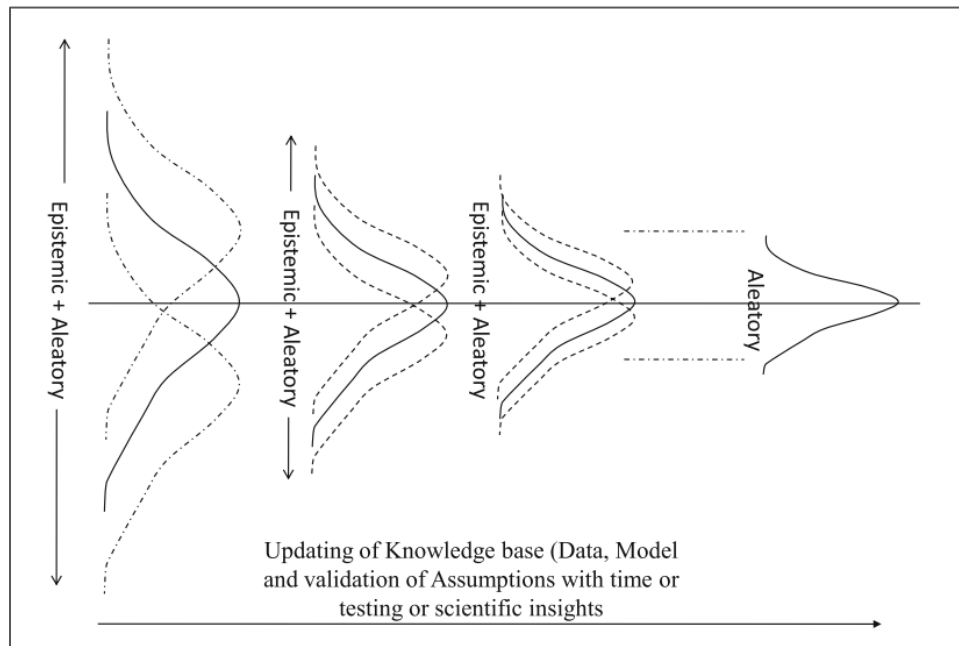 Epistemic + Aleatory
Epistemic + Aleatory
Epistemic + Aleatory
Aleatory
Updating of Knowledge base (Data, Model
and validation of Assumptions with time or
testing or scientific insights